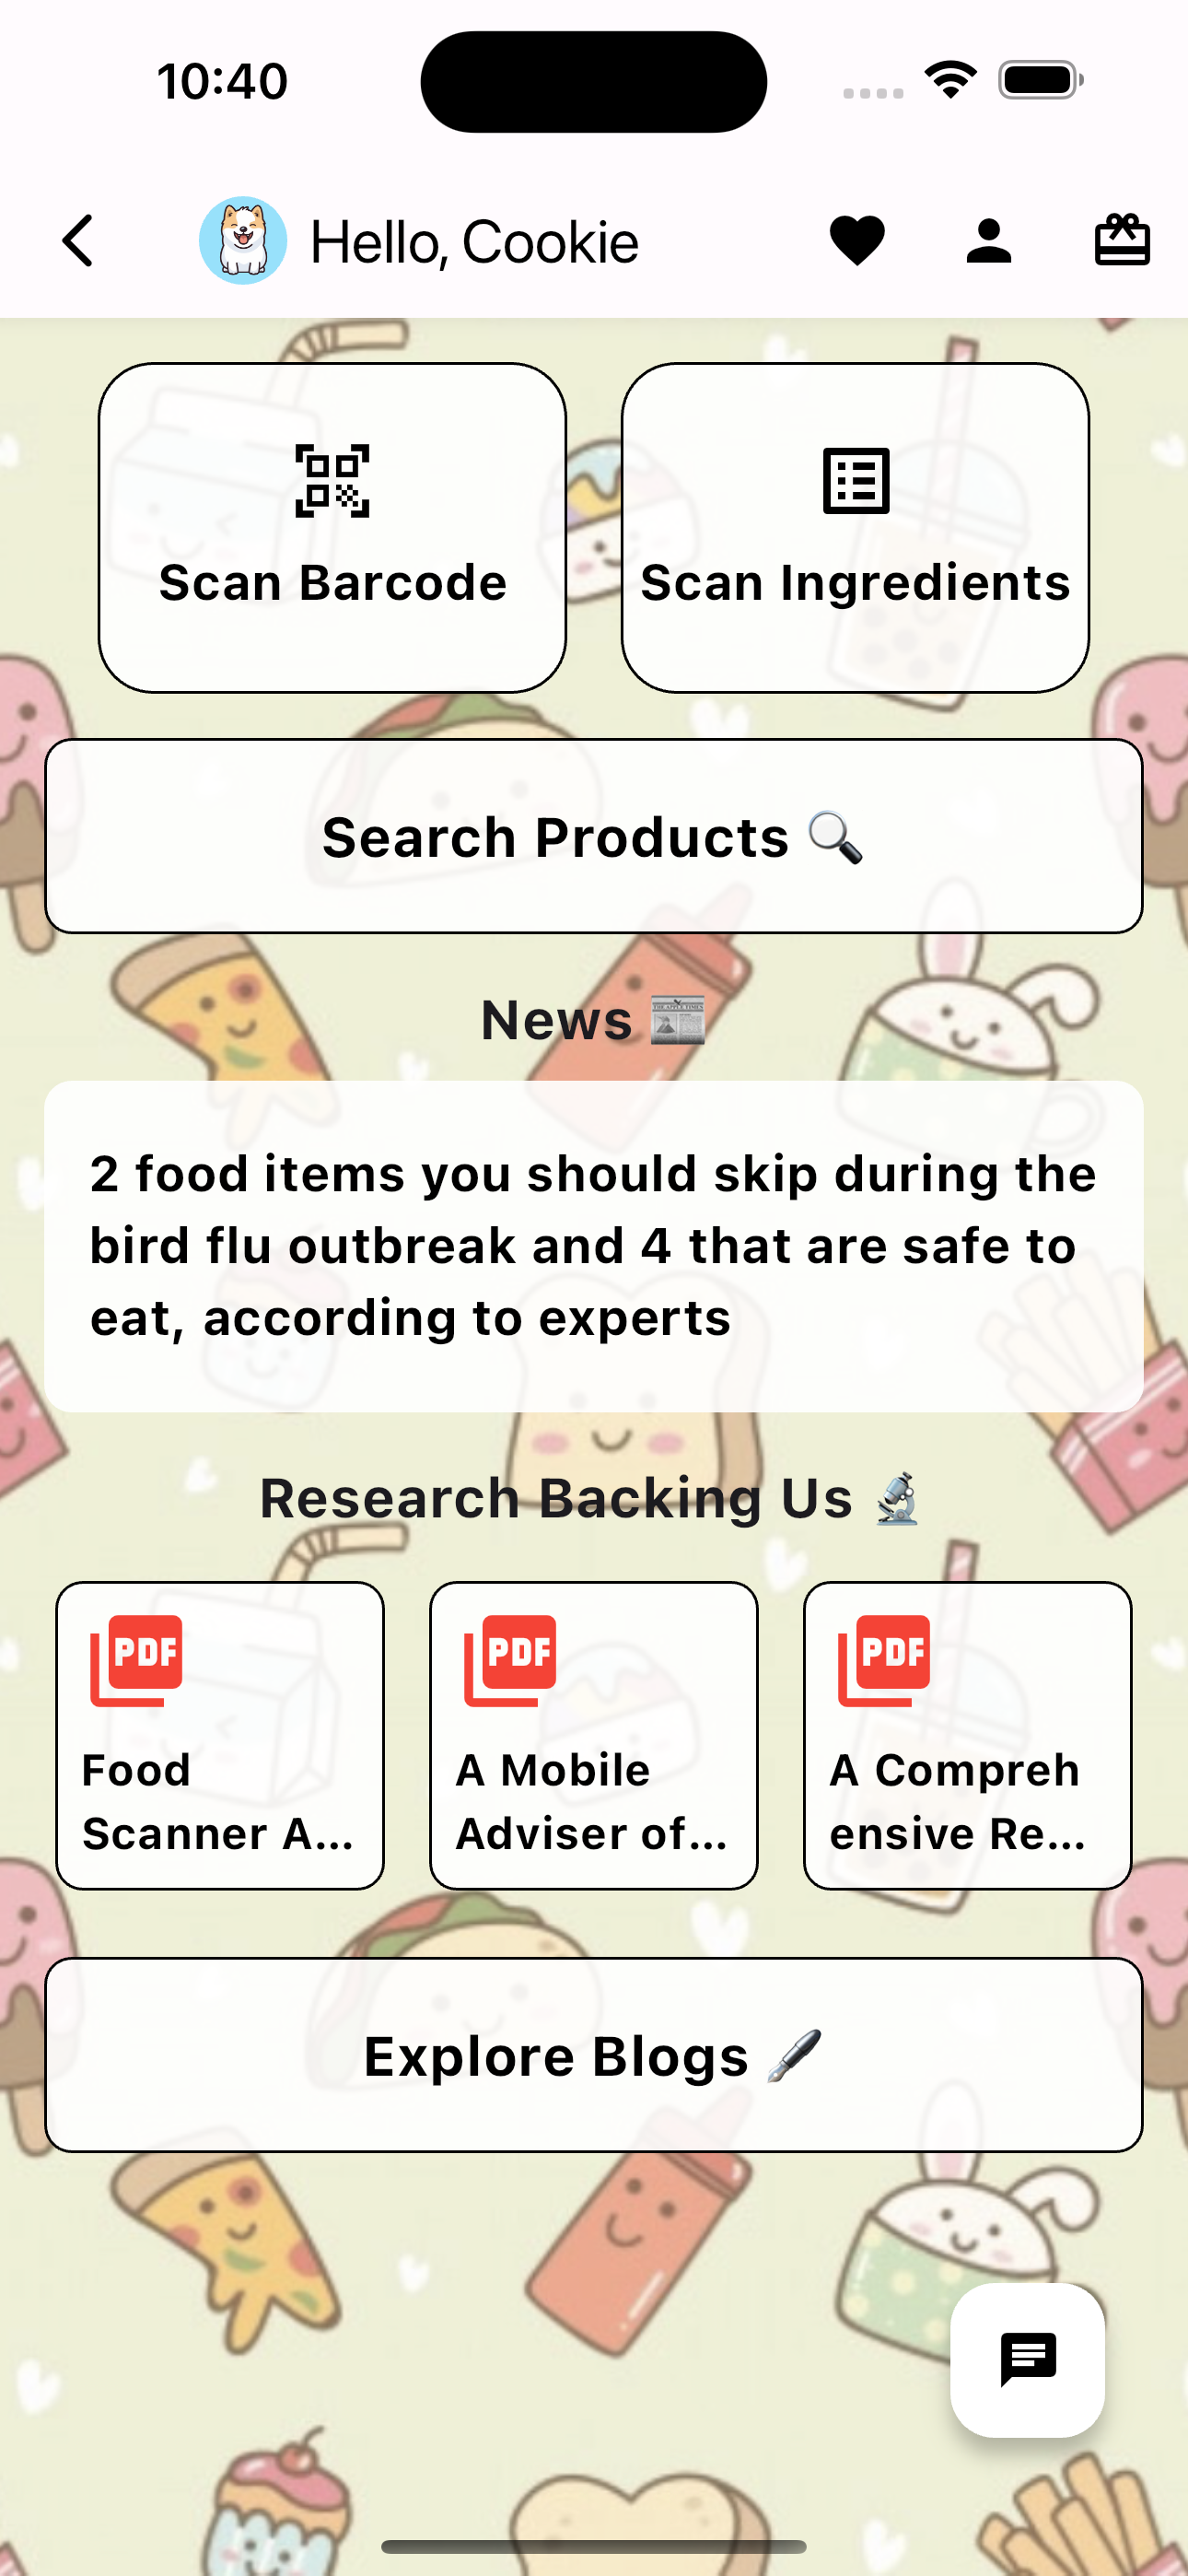 10:40
Hello, Cookie
Scan Barcode
Scan Ingredients
Search Products 🔍
News 📰
2 food items you should skip during the
bird flu outbreak and 4 that are safe to
eat, according to experts
Research Backing Us 🔬
PDF
Food
Scanner A...
PDF
A Mobile
Adviser of...
PDF
A Compreh
ensive Re...
Explore Blogs 🖋️